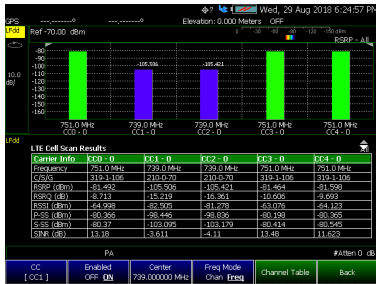 Wed, 29 Aug 2018 6:24:57 PM
GPS --,-------° --,-------° Elevation: 0.000 Meters OFF
LFdd Ref -70.00 dBm 0 -30 -60 -90 -120 -150 dBm
RSRP - All
-80
-90
-100
-110
-120
-130
-140
-150
-160
10.0
dB/
-105.506 -105.421
751.0 MHz 739.0 MHz 739.0 MHz 751.0 MHz 751.0 MHz
CC0 - 0 CC1 - 0 CC2 - 0 CC3 - 0 CC4 - 0
LFdd
LTE Cell Scan Results
Carrier Info CC0 - 0 CC1 - 0 CC2 - 0 CC3 - 0 CC4 - 0
Frequency 751.0 MHz 739.0 MHz 739.0 MHz 751.0 MHz 751.0 MHz
C/S/G 319-1-106 210-0-70 210-0-70 319-1-106 319-1-106
RSRP (dBm) -81.492 -105.506 -105.421 -81.464 -81.598
RSRQ (dB) -8.713 -15.219 -16.361 -10.606 -9.693
RSSI (dBm) -64.998 -82.505 -81.278 -63.076 -64.123
P-SS (dBm) -80.366 -98.446 -98.836 -80.198 -80.365
S-SS (dBm) -80.37 -103.095 -103.179 -80.414 -80.545
SINR (dB) 13.18 -3.611 -4.11 13.48 11.623
PA #Atten 0 dB
CC Enabled Center Freq Mode Channel Table Back
[ CC1 ] OFF ON 739.000000 MHz Chan Freq